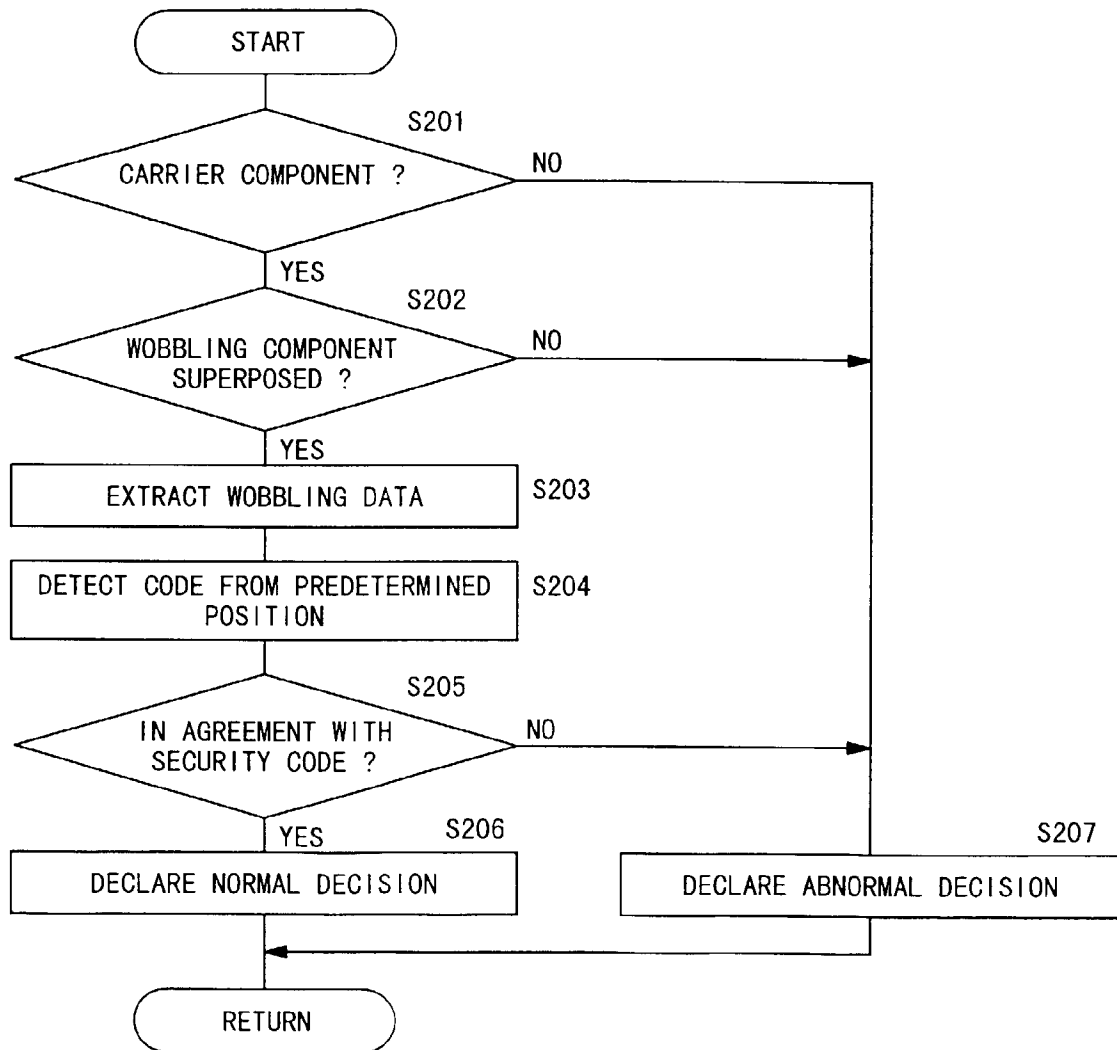 START
S201
CARRIER COMPONENT ?
NO
YES
S202
WOBBLING COMPONENT
SUPERPOSED ?
NO
YES
EXTRACT WOBBLING DATA
S203
DETECT CODE FROM PREDETERMINED
POSITION
S204
S205
IN AGREEMENT WITH
SECURITY CODE ?
NO
YES
S206
DECLARE NORMAL DECISION
S207
DECLARE ABNORMAL DECISION
RETURN